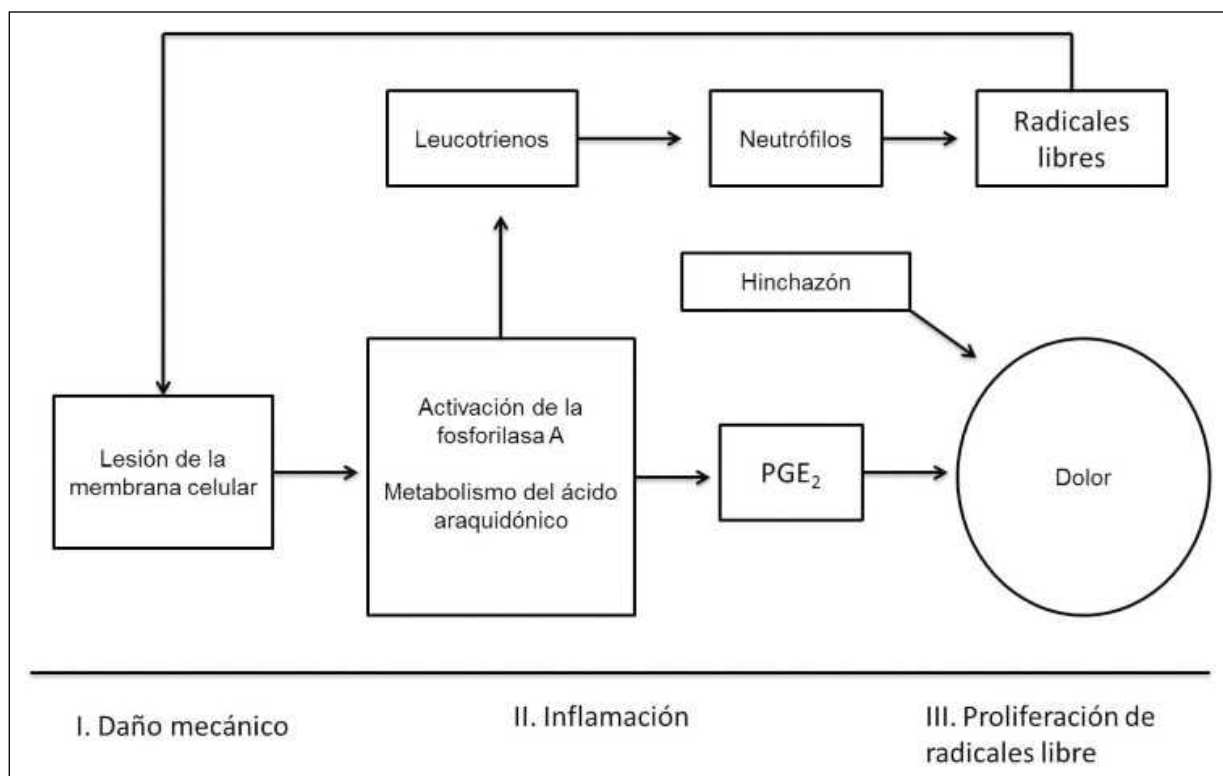 Leucotrienos
Neutrófilos
Radicales
libres
Hinchazón
Lesión de la
membrana celular
Activación de la
fosforilasa A
Metabolismo del ácido
araquidónico
PGE₂
Dolor
I. Daño mecánico
II. Inflamación
III. Proliferación de
radicales libre